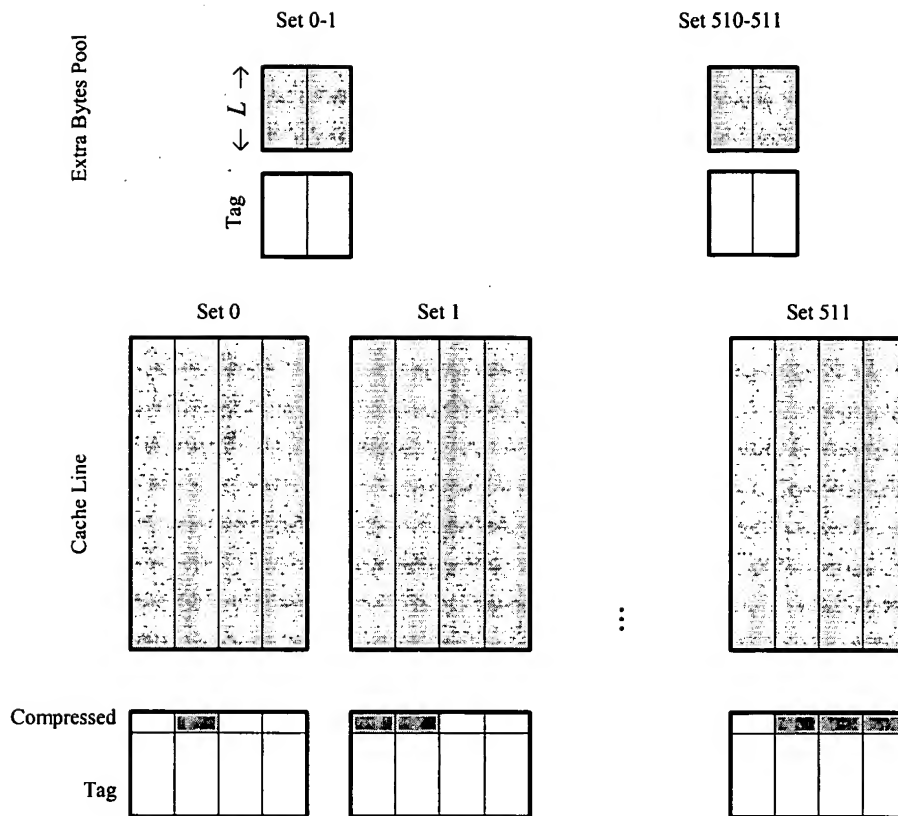 Set 0-1
Set 510-511
Extra Bytes Pool
← L →
Tag
Set 0
Set 1
Set 511
Cache Line
...
Compressed
Tag